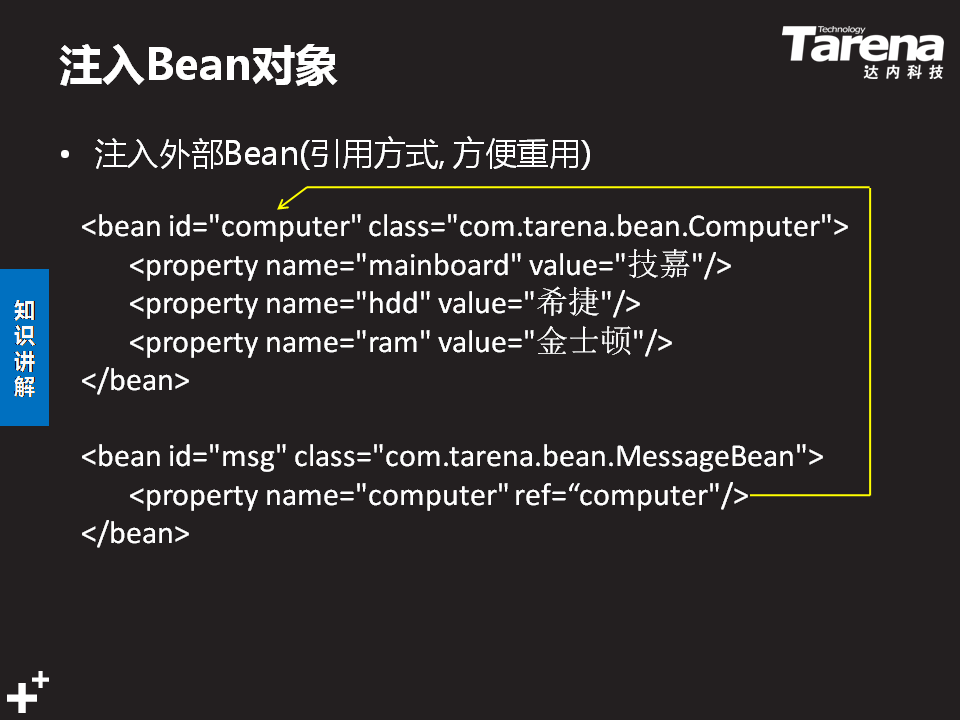 注入Bean对象
Technology
Tarena
达内科技
• 注入外部Bean(引用方式, 方便重用)
<bean id="computer" class="com.tarena.bean.Computer">
<property name="mainboard" value="技嘉"/>
<property name="hdd" value="希捷"/>
<property name="ram" value="金士顿"/>
</bean>
<bean id="msg" class="com.tarena.bean.MessageBean">
<property name="computer" ref=“computer"/>
</bean>
知识讲解